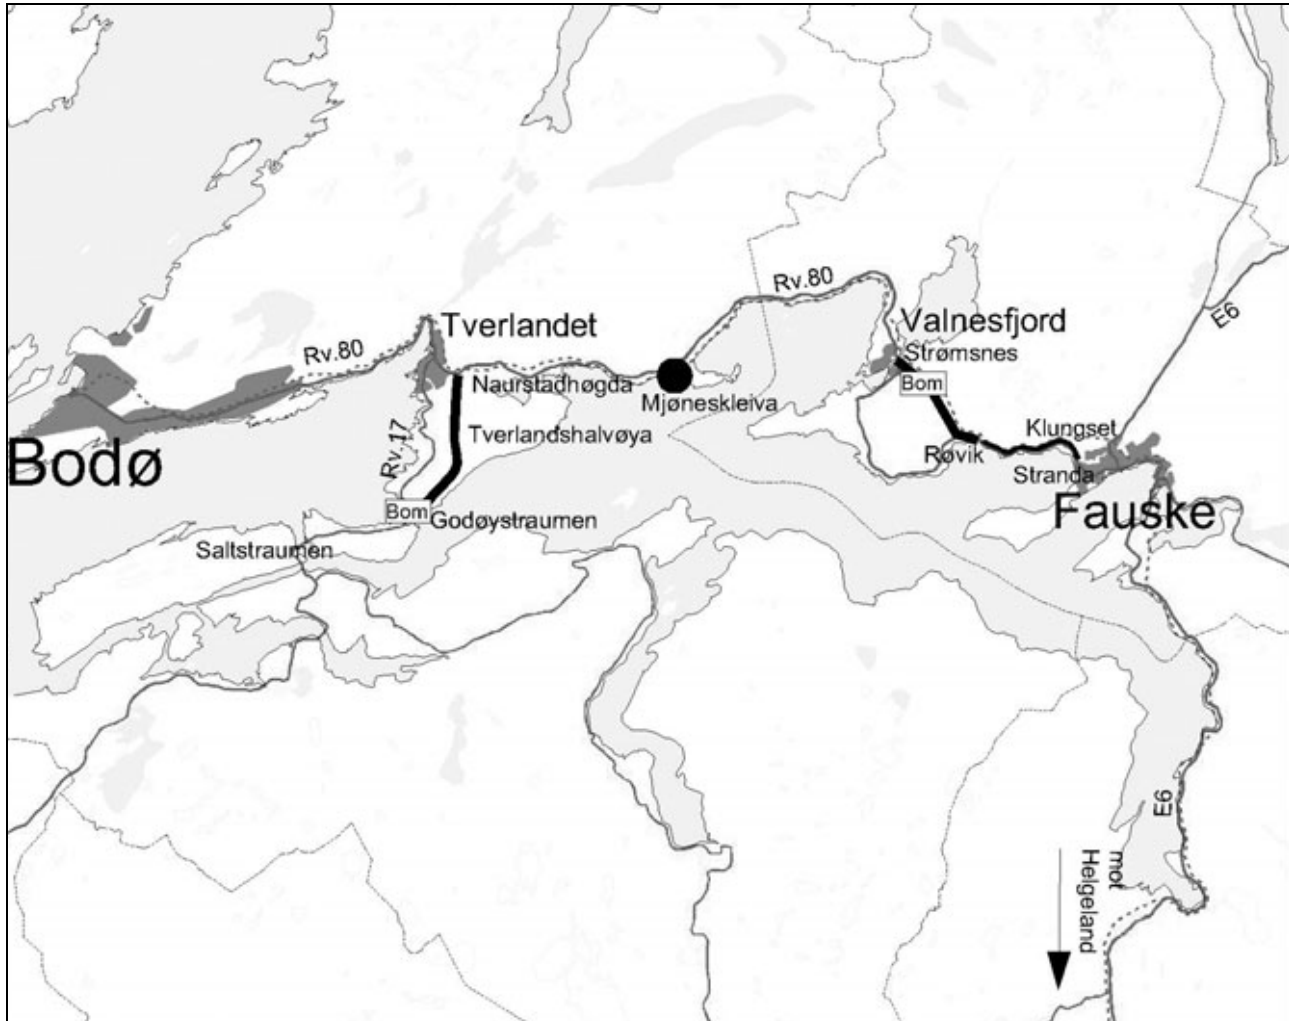 Rv.80
E6
Tverlandet
Valnesfjord
Rv.80
Strømsnes
Bom
Naurstadhøgda
Mjøneskleiva
Tverlandshalvøya
Rv.17
Klungset
Røvik
Stranda
Bodø
Fauske
Bom
Godøystraumen
Saltstraumen
E6
mot
Helgeland